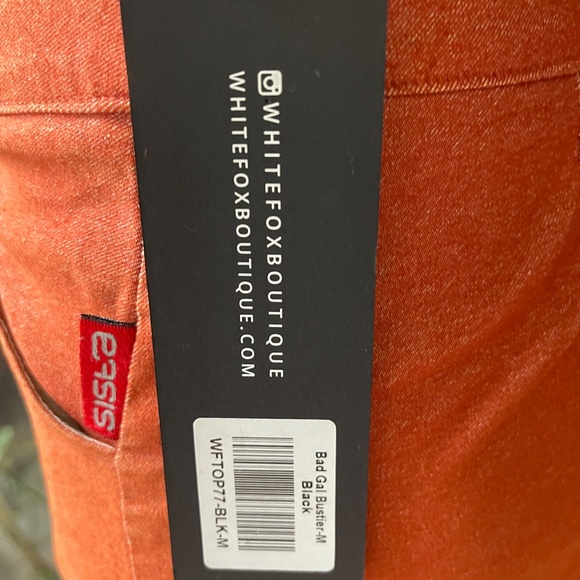 WHITEFOXBOUTIQUE
WHITEFOXBOUTIQUE.COM
Bad Gal Bustier-M
Black
WFTOP77-BLK-M